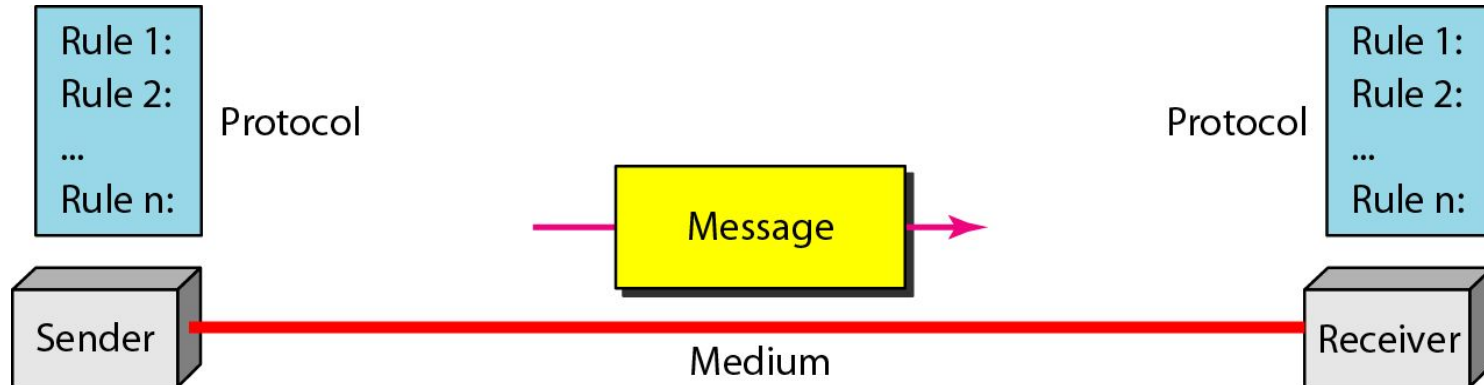 Rule 1:
Rule 2:
...
Rule n:
Protocol
Protocol
Rule 1:
Rule 2:
...
Rule n:
Message
Sender
Medium
Receiver